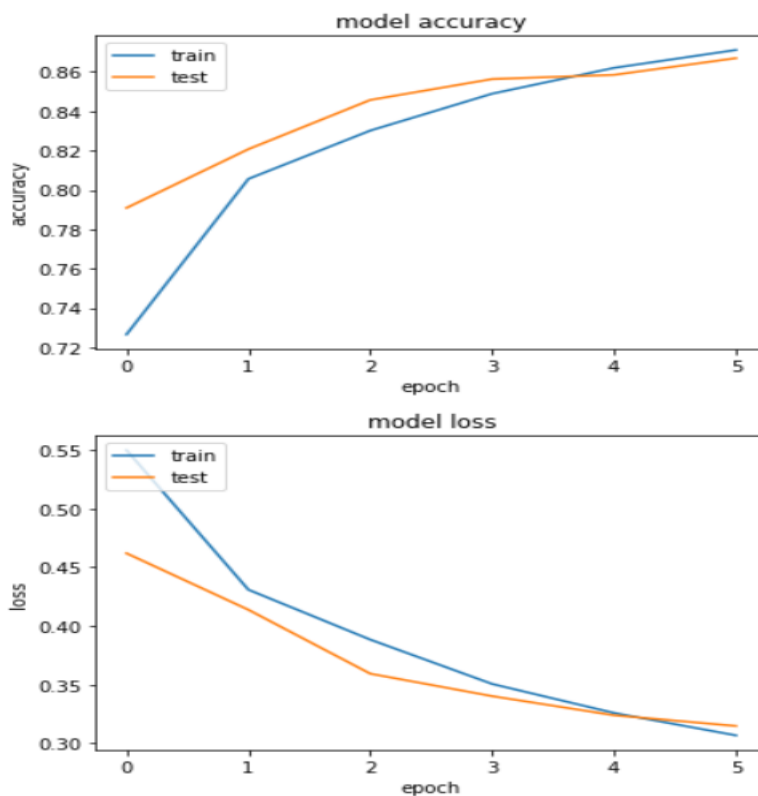 model accuracy
train
test
0.86
0.84
0.82
0.80
0.78
0.76
0.74
0.72
accuracy
0 1 2 3 4 5
epoch
model loss
train
test
0.55
0.50
0.45
0.40
0.35
0.30
loss
0 1 2 3 4 5
epoch